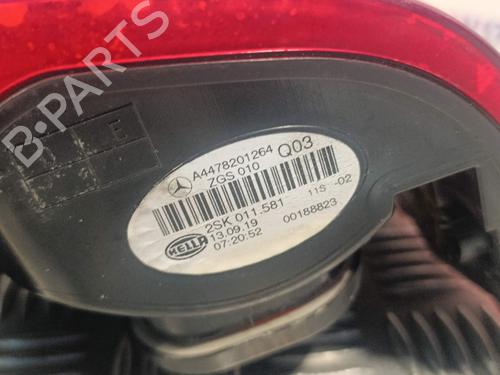 B-PARTS
E
A4478201264 Q03
ZGS 010
2SK 011.581 11S -02
13.09.19 00188823
07:20:52
HELLA